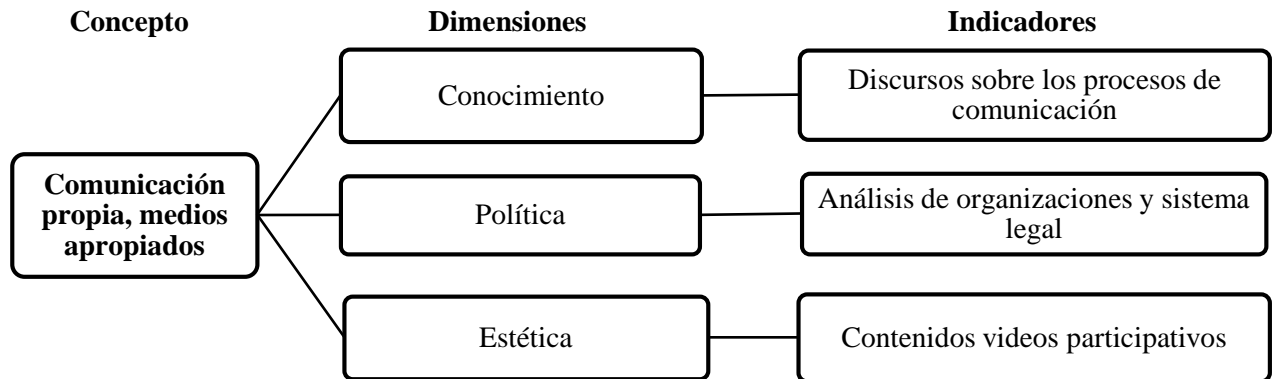 Concepto
Dimensiones
Indicadores
Comunicación
propia, medios
apropiados
Conocimiento
Discursos sobre los procesos de
comunicación
Política
Análisis de organizaciones y sistema
legal
Estética
Contenidos videos participativos